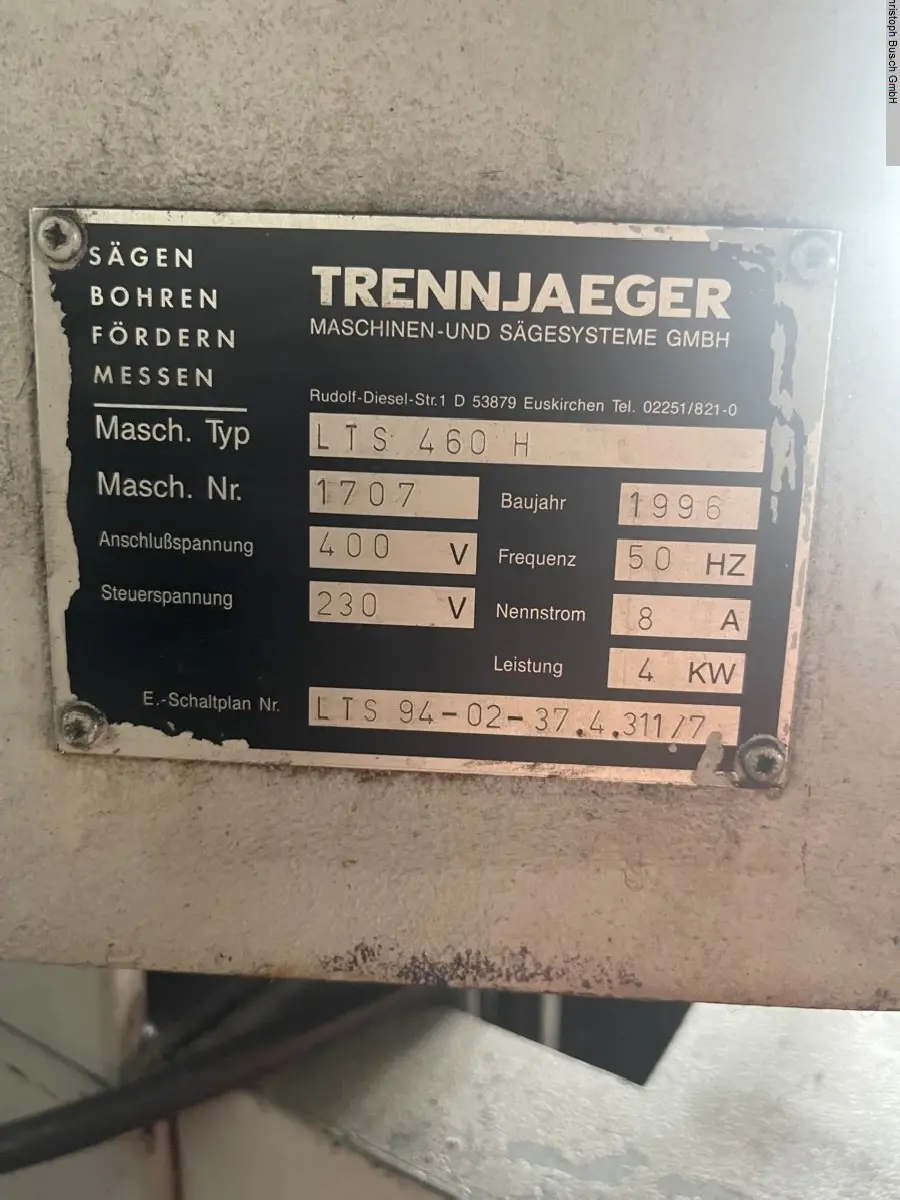 SÄGEN
BOHREN
FÖRDERN
MESSEN
TRENNJAEGER
MASCHINEN-UND SÄGESYSTEME GMBH
Rudolf-Diesel-Str.1 D 53879 Euskirchen Tel. 02251/821-0
Masch. Typ LTS 460 H
Masch. Nr. 1707 Baujahr 1996
Anschlußspannung 400 V Frequenz 50 HZ
Steuerspannung 230 V Nennstrom 8 A
Leistung 4 KW
E.-Schaltplan Nr. LTS 94-02-37.4.311/7
Busch GmbH